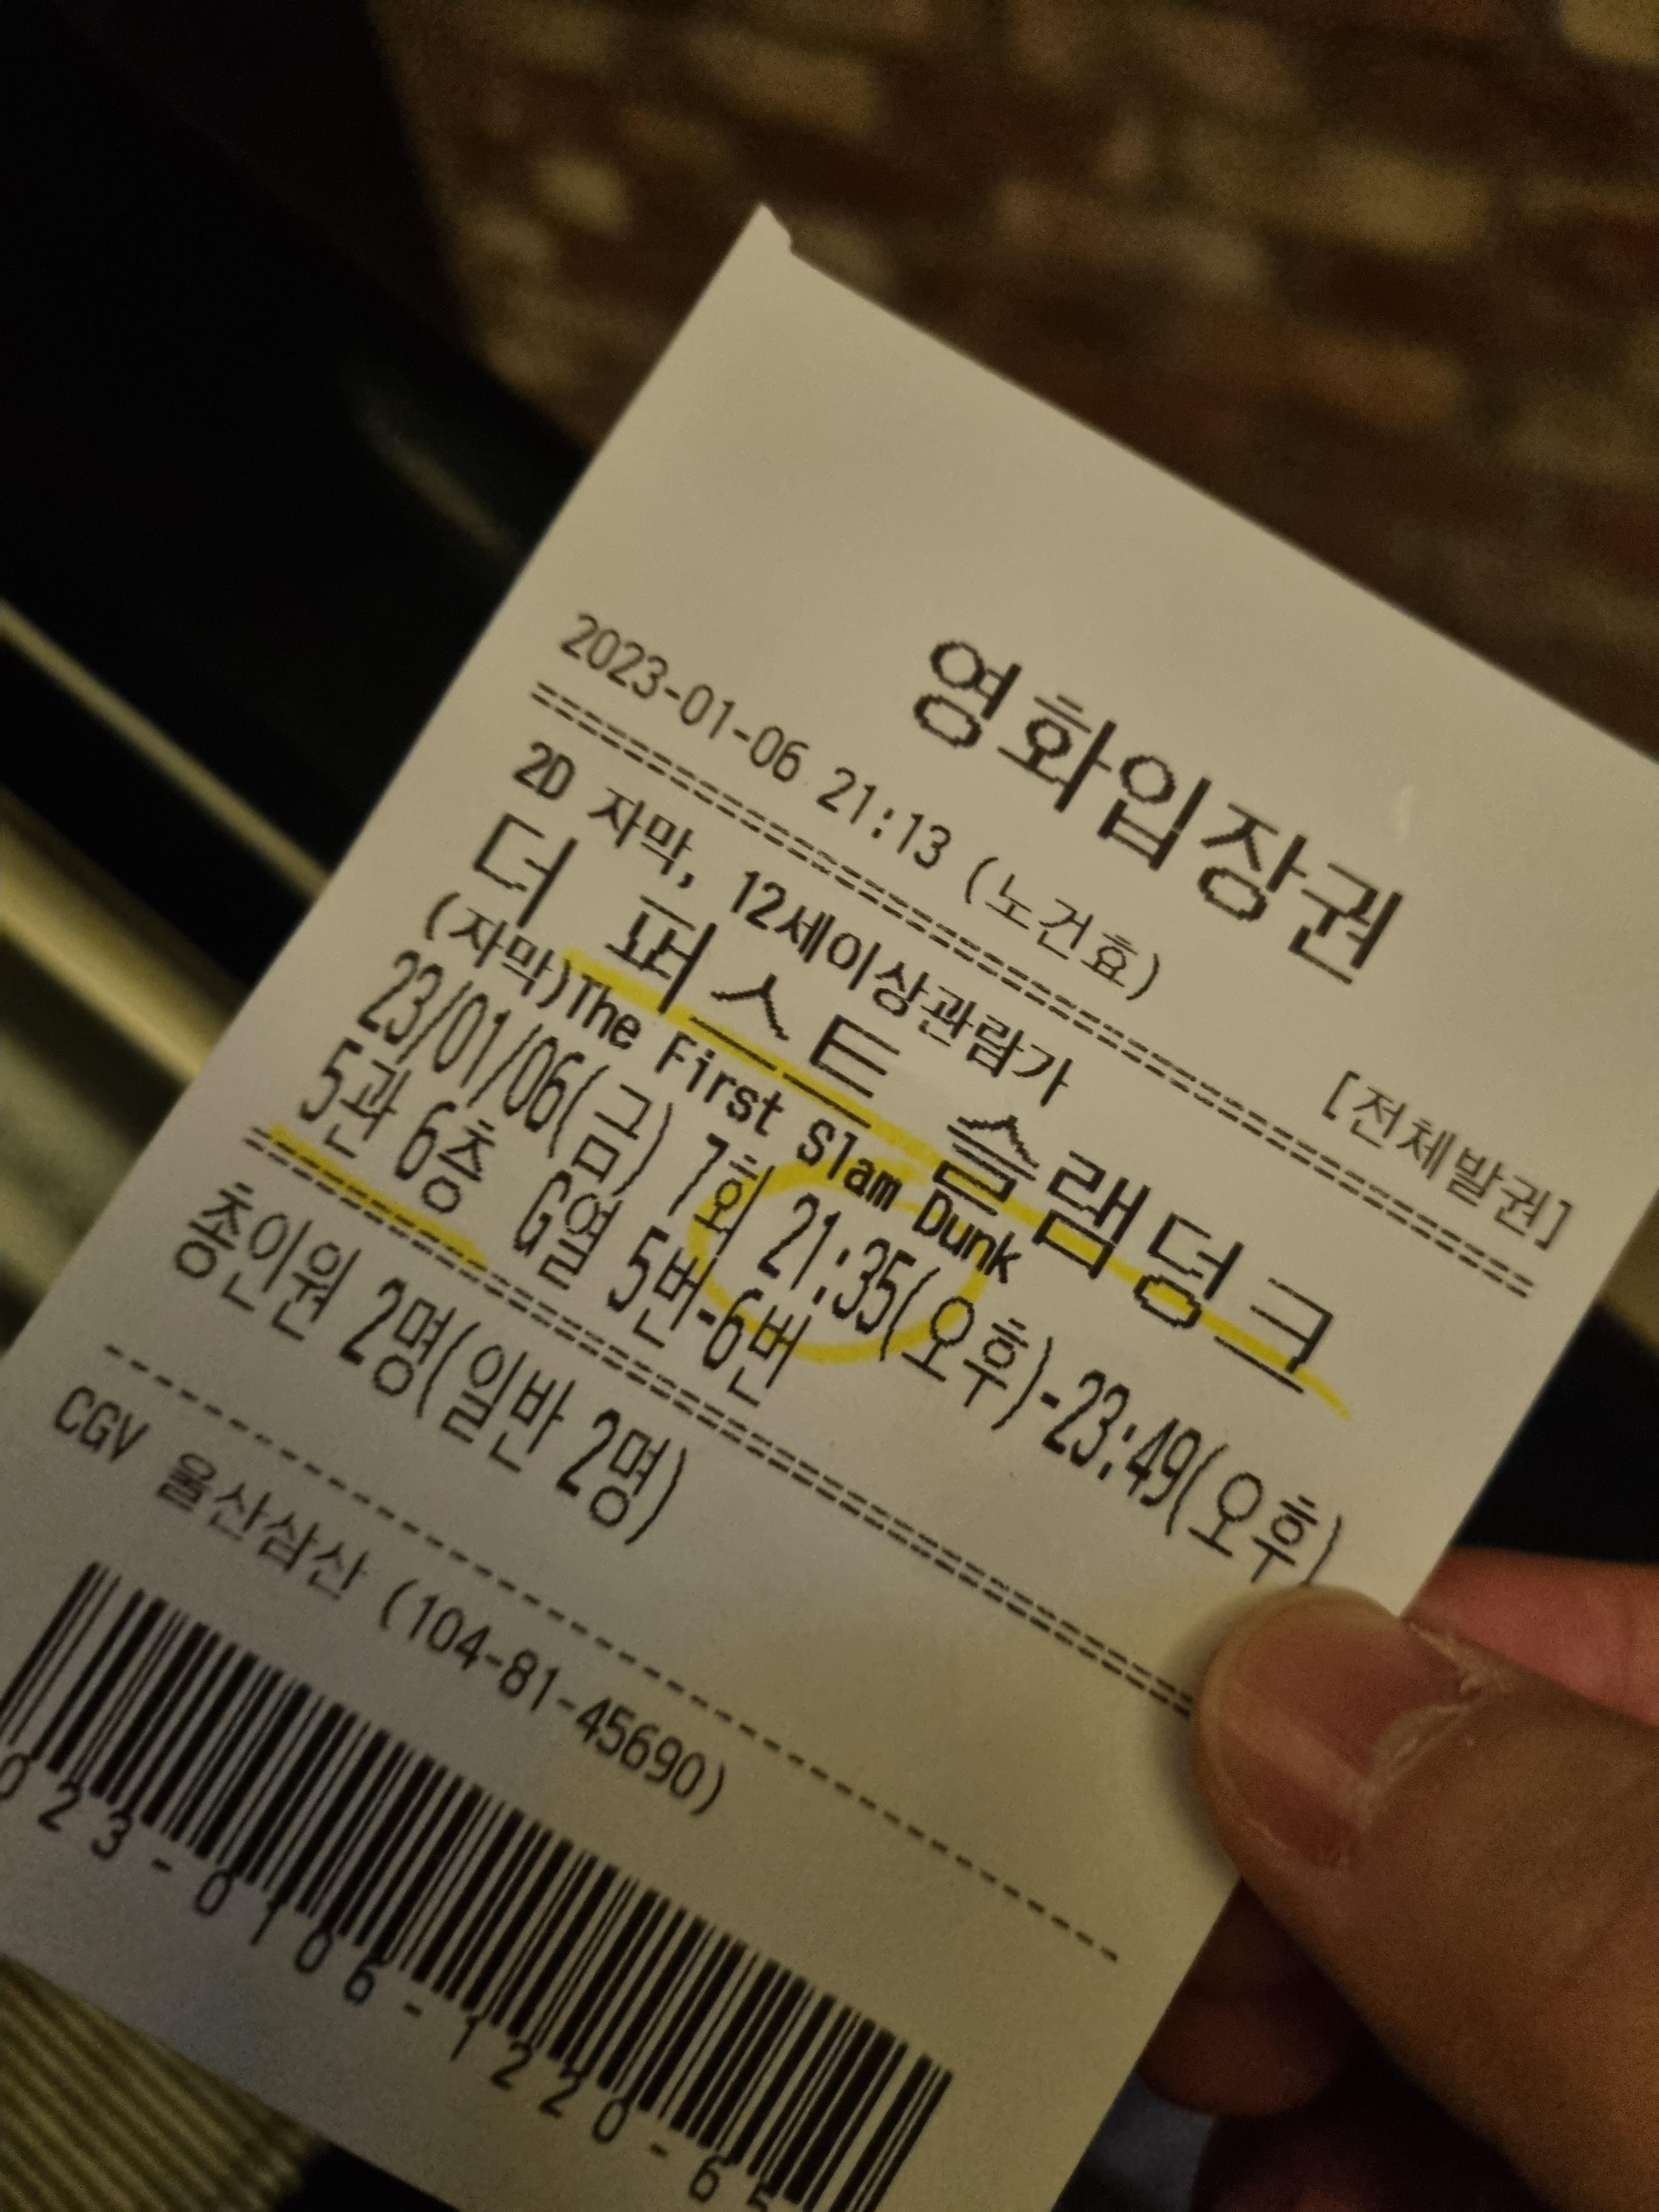 영화입장권
2023-01-06 21:13 (노건효) [전체발권]
================================
2D 자막, 12세이상관람가
더 퍼스트 슬램덩크
(자막)The First Slam Dunk
23/01/06(금) 7회 21:35(오후)-23:49(오후)
5관 6층 G열 5번-6번
================================
총인원 2명(일반 2명)
--------------------------------
CGV 울산삼산 (104-81-45690)
023-0106-1220-65